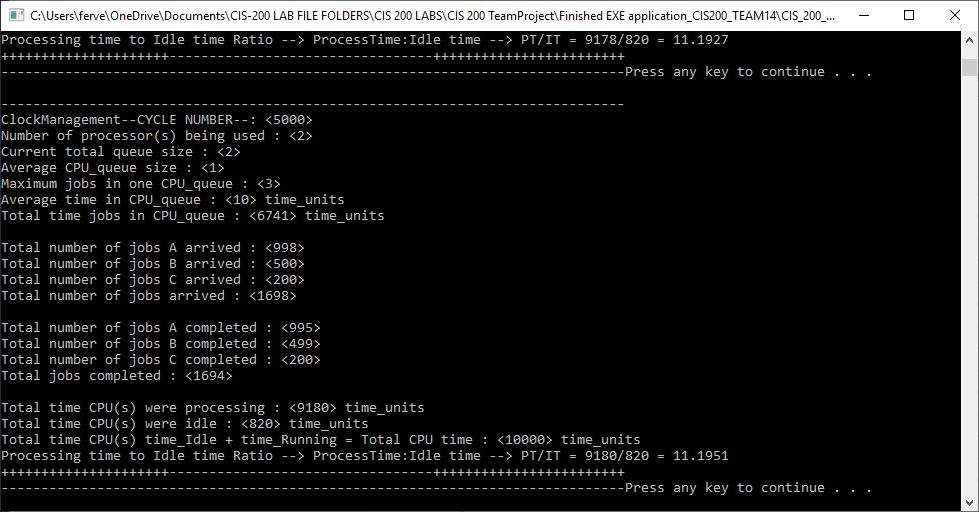 C:\Users\ferve\OneDrive\Documents\CIS-200 LAB FILE FOLDERS\CIS 200 LABS\CIS 200 TeamProject\Finished EXE application_CIS200_TEAM14\CIS_200_...
Processing time to Idle time Ratio --> ProcessTime:Idle time --> PT/IT = 9178/820 = 11.1927
+++++++++++++++++++++---------------------------------++++++++++++++++++++++++
------------------------------------------------------------------------------Press any key to continue . . .
------------------------------------------------------------------------------
ClockManagement--CYCLE NUMBER--: <5000>
Number of processor(s) being used : <2>
Current total queue size : <2>
Average CPU_queue size : <1>
Maximum jobs in one CPU_queue : <3>
Average time in CPU_queue : <10> time_units
Total time jobs in CPU_queue : <6741> time_units
Total number of jobs A arrived : <998>
Total number of jobs B arrived : <500>
Total number of jobs C arrived : <200>
Total number of jobs arrived : <1698>
Total number of jobs A completed : <995>
Total number of jobs B completed : <499>
Total number of jobs C completed : <200>
Total jobs completed : <1694>
Total time CPU(s) were processing : <9180> time_units
Total time CPU(s) were idle : <820> time_units
Total time CPU(s) time_Idle + time_Running = Total CPU time : <10000> time_units
Processing time to Idle time Ratio --> ProcessTime:Idle time --> PT/IT = 9180/820 = 11.1951
+++++++++++++++++++++---------------------------------++++++++++++++++++++++++
------------------------------------------------------------------------------Press any key to continue . . .